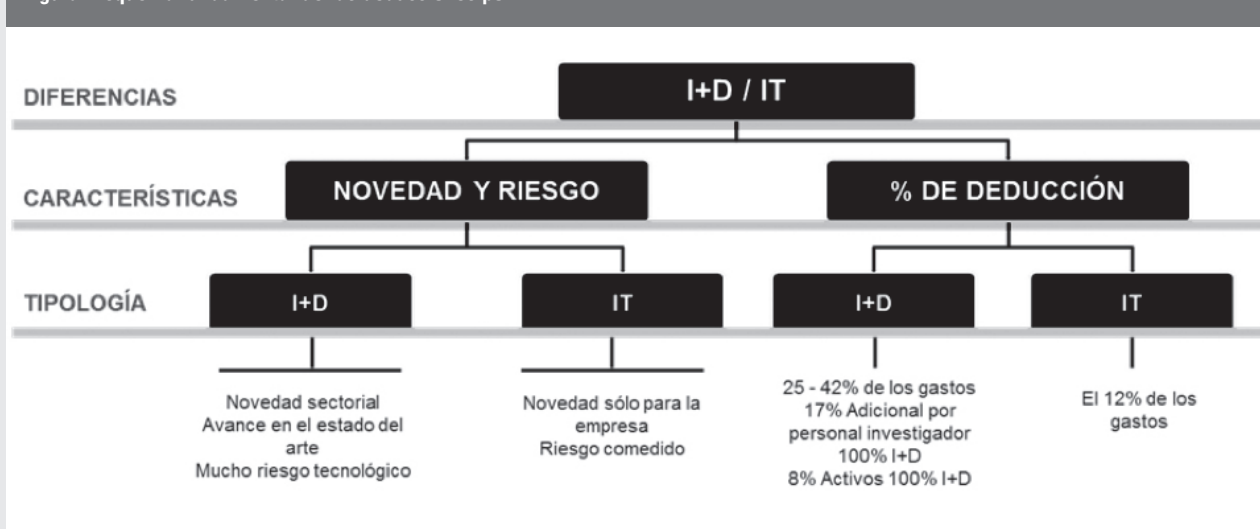 DIFERENCIAS
I+D / IT
CARACTERÍSTICAS
NOVEDAD Y RIESGO
% DE DEDUCCIÓN
TIPOLOGÍA
I+D
IT
I+D
IT
Novedad sectorial
Avance en el estado del
arte
Mucho riesgo tecnológico
Novedad sólo para la
empresa
Riesgo comedido
25 - 42% de los gastos
17% Adicional por
personal investigador
100% I+D
8% Activos 100% I+D
El 12% de los
gastos